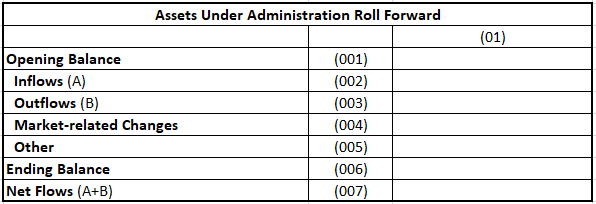 Assets Under Administration Roll Forward
(01)
Opening Balance (001)
Inflows (A) (002)
Outflows (B) (003)
Market-related Changes (004)
Other (005)
Ending Balance (006)
Net Flows (A+B) (007)